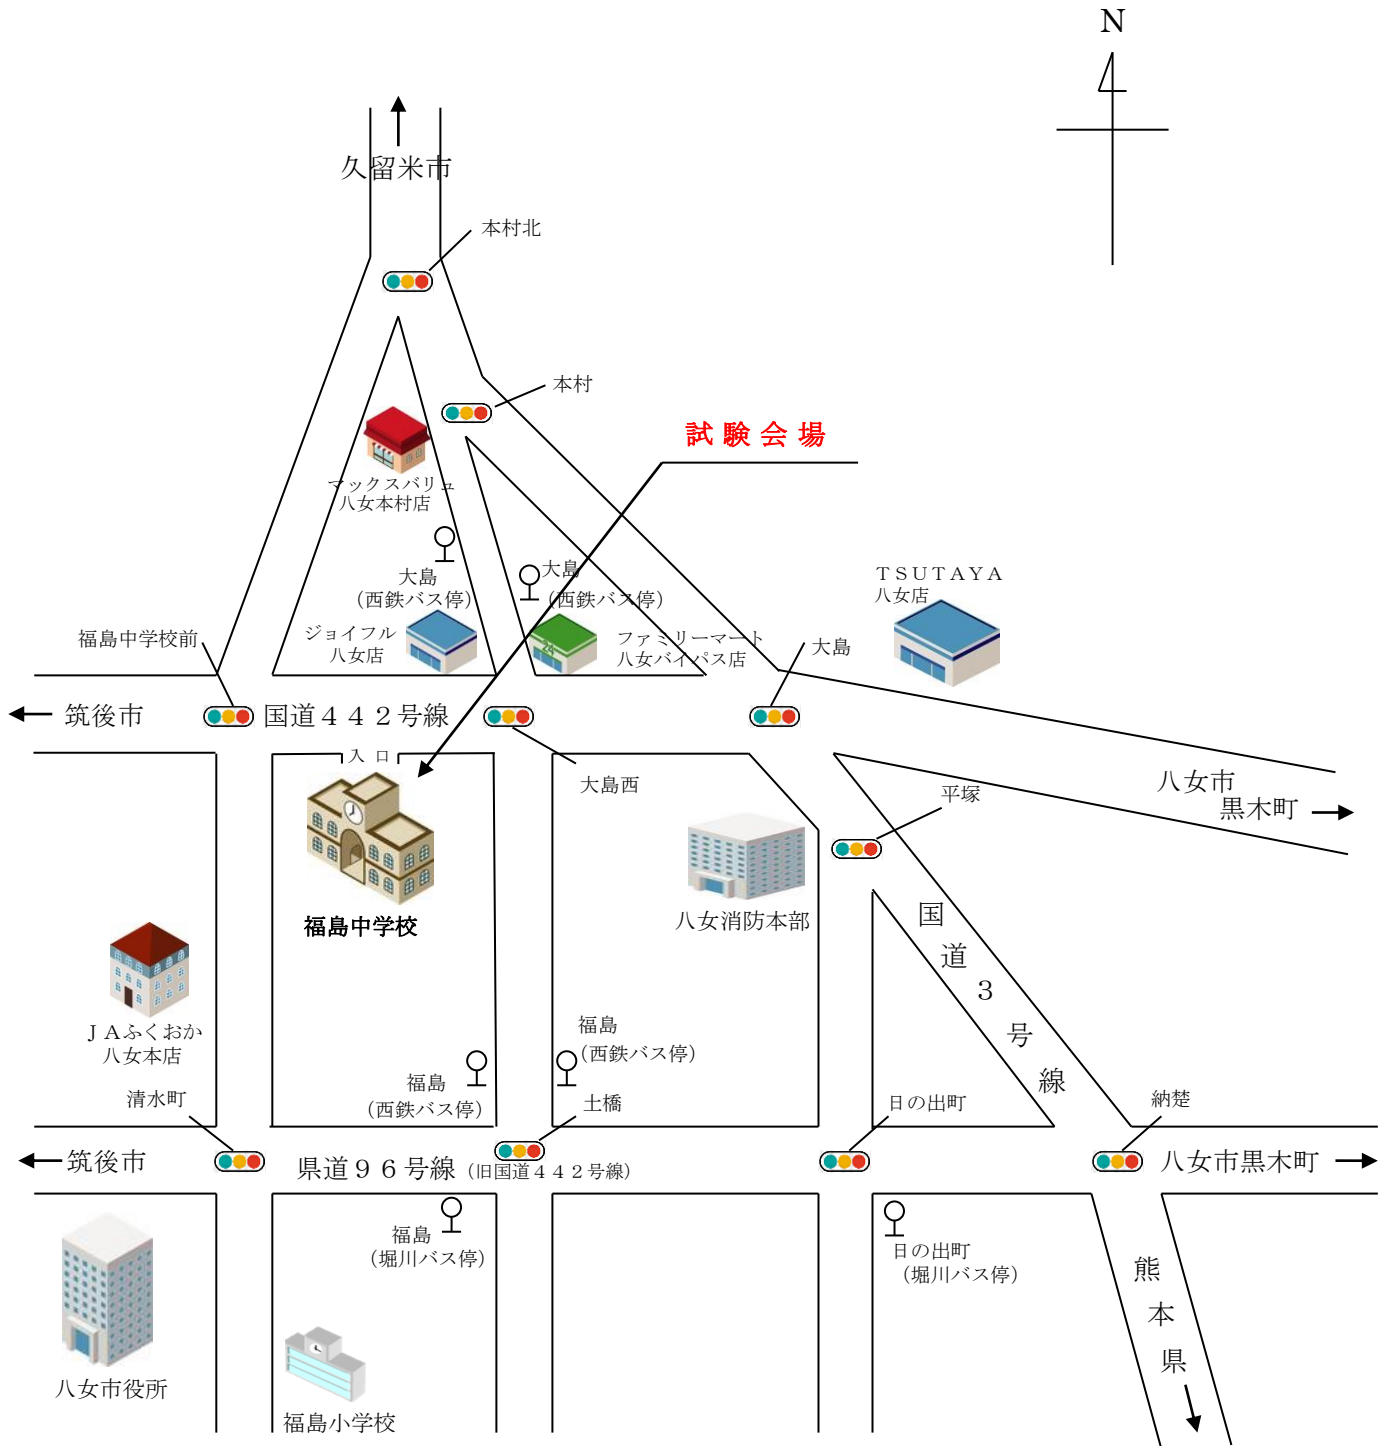 N
久留米市
本村北
本村
試験会場
マックスバリュ
八女本村店
大島
（西鉄バス停）
大島
（西鉄バス停）
ＴＳＵＴＡＹＡ
八女店
ジョイフル
八女店
ファミリーマート
八女バイパス店
24
福島中学校前
大島
筑後市
国道４４２号線
入口
大島西
八女市
黒木町
平塚
福島中学校
八女消防本部
国道３号線
ＪＡふくおか
八女本店
福島
（西鉄バス停）
福島
（西鉄バス停）
清水町
土橋
日の出町
納楚
筑後市
県道９６号線（旧国道４４２号線）
八女市黒木町
福島
（堀川バス停）
日の出町
（堀川バス停）
熊本県
八女市役所
福島小学校